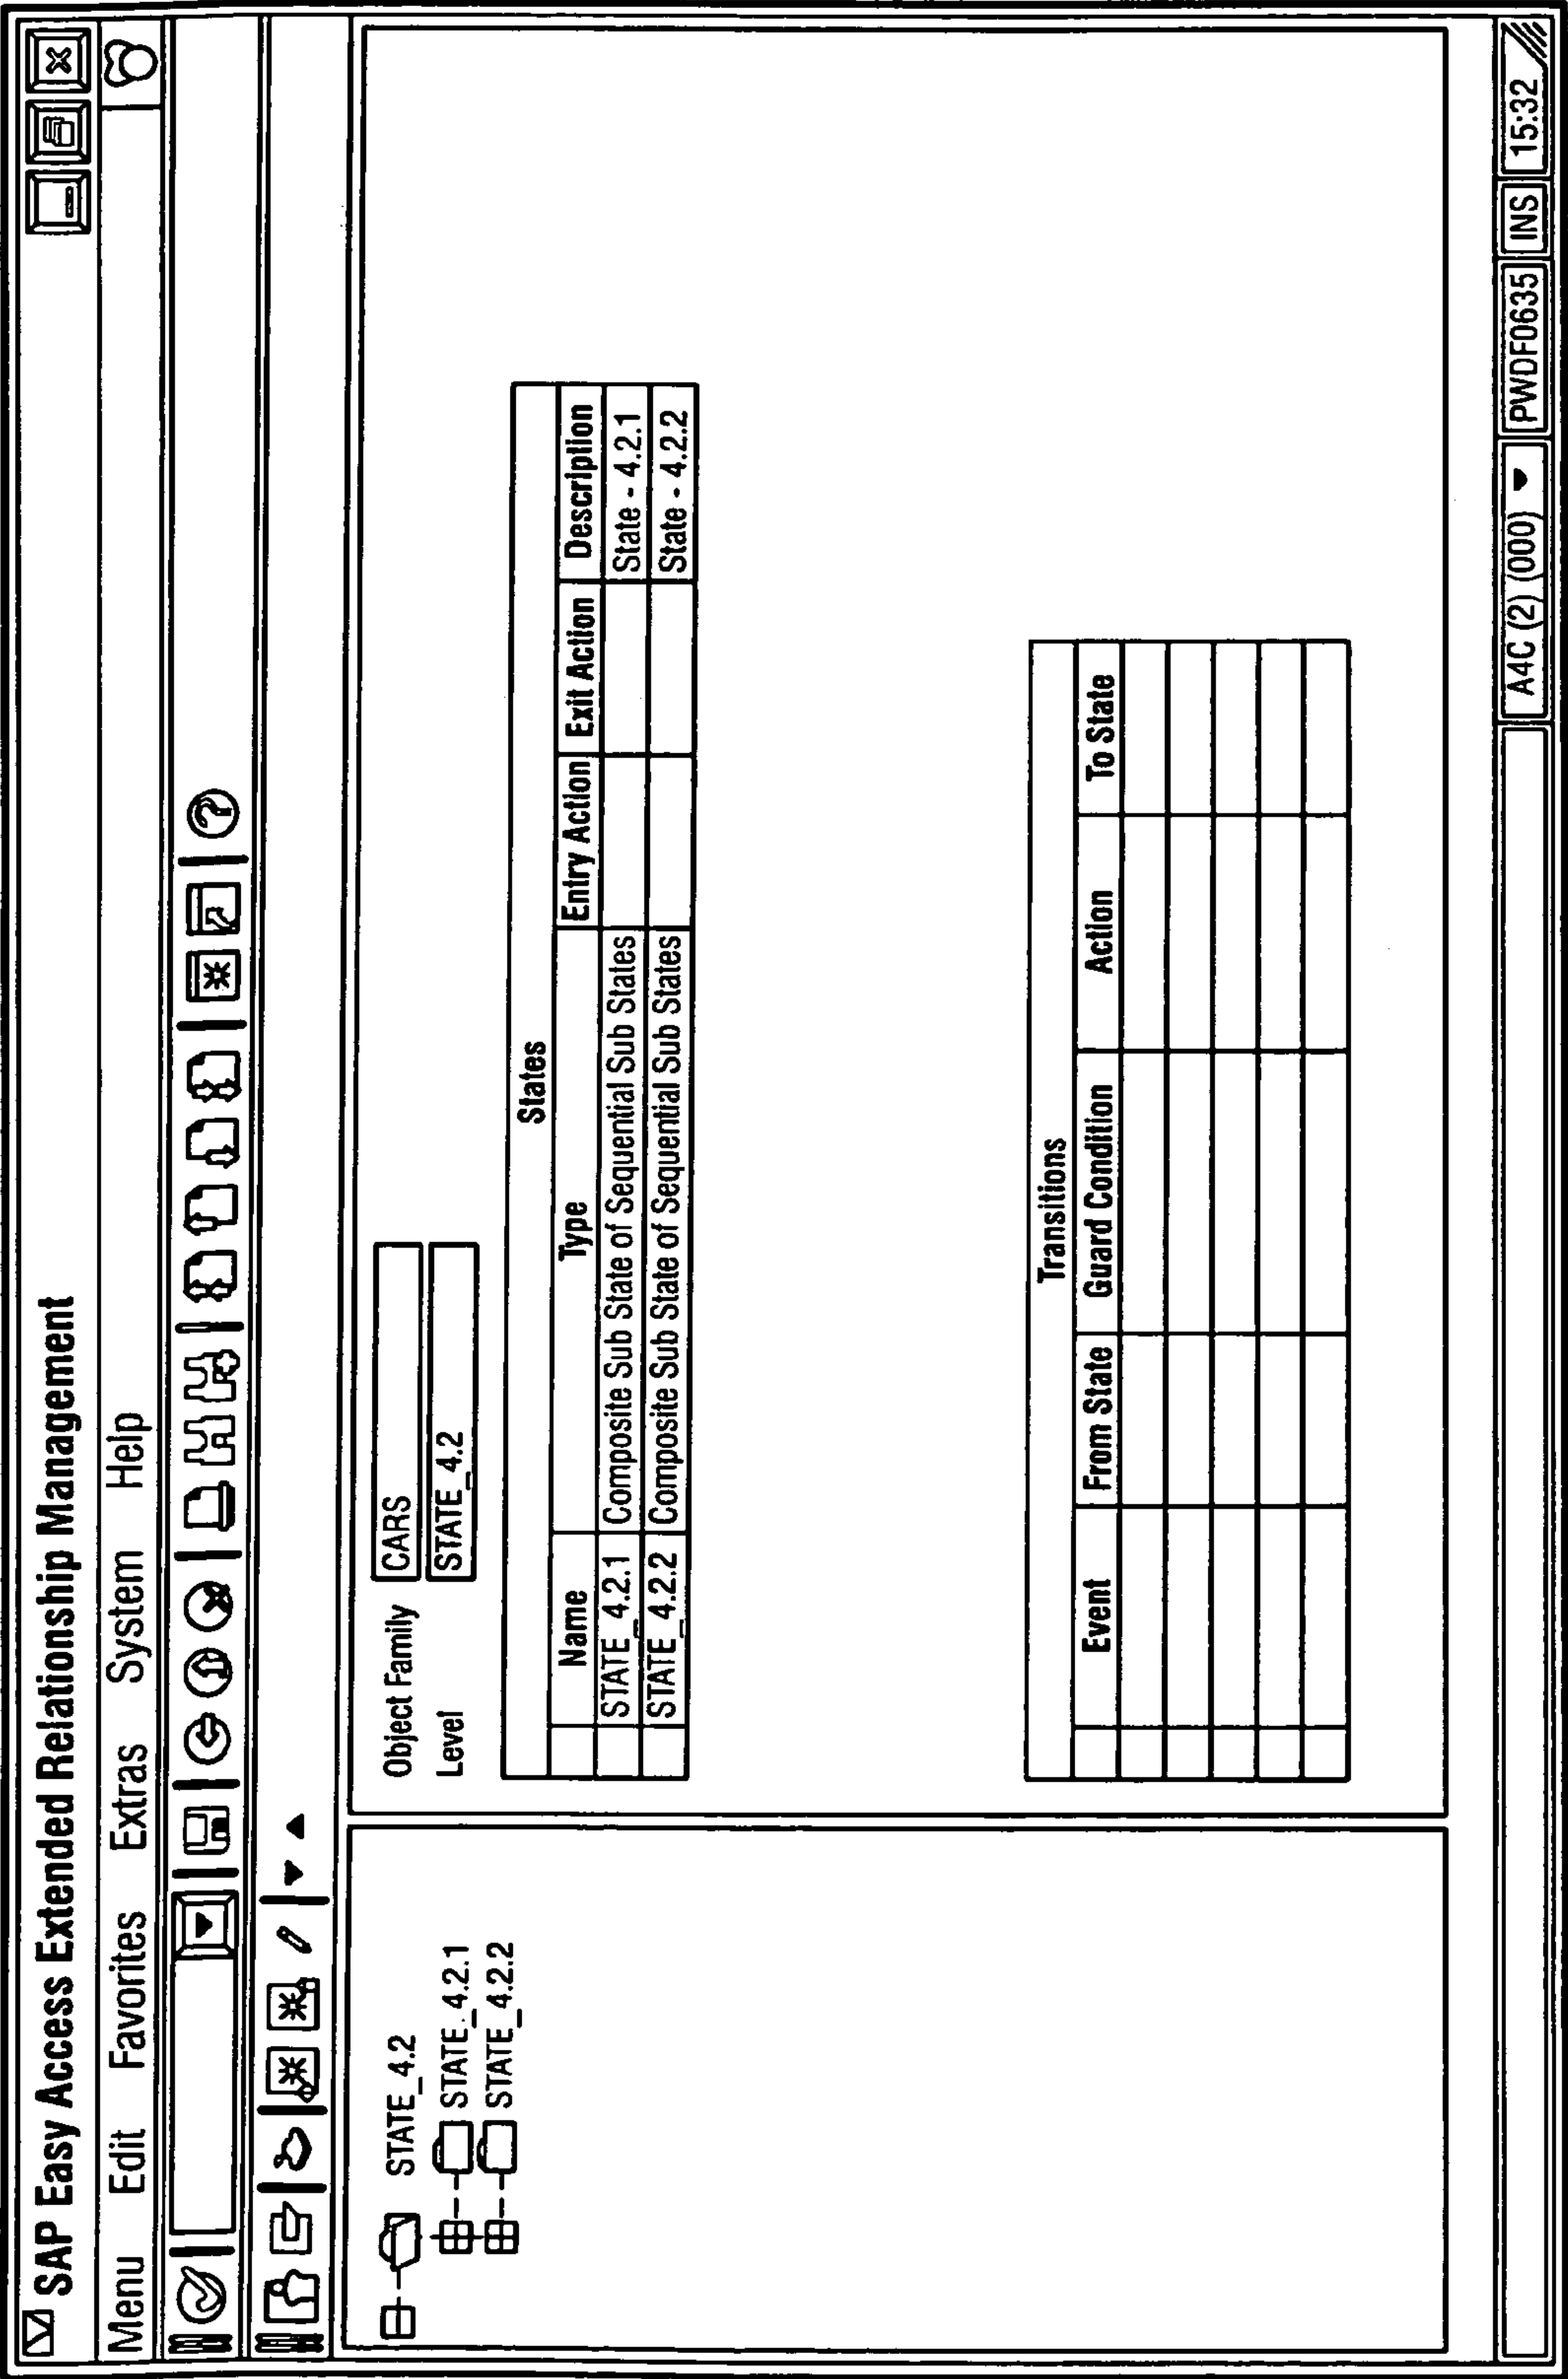 SAP Easy Access Extended Relationship Management
Menu Edit Favorites Extras System Help
STATE_4.2
STATE_4.2.1
STATE_4.2.2
Object Family CARS
Level STATE_4.2
States
Name Type Entry Action Exit Action Description
STATE_4.2.1 Composite Sub State of Sequential Sub States State - 4.2.1
STATE_4.2.2 Composite Sub State of Sequential Sub States State - 4.2.2
Transitions
Event From State Guard Condition Action To State
A4C (2) (000) PWDF0635 INS 15:32